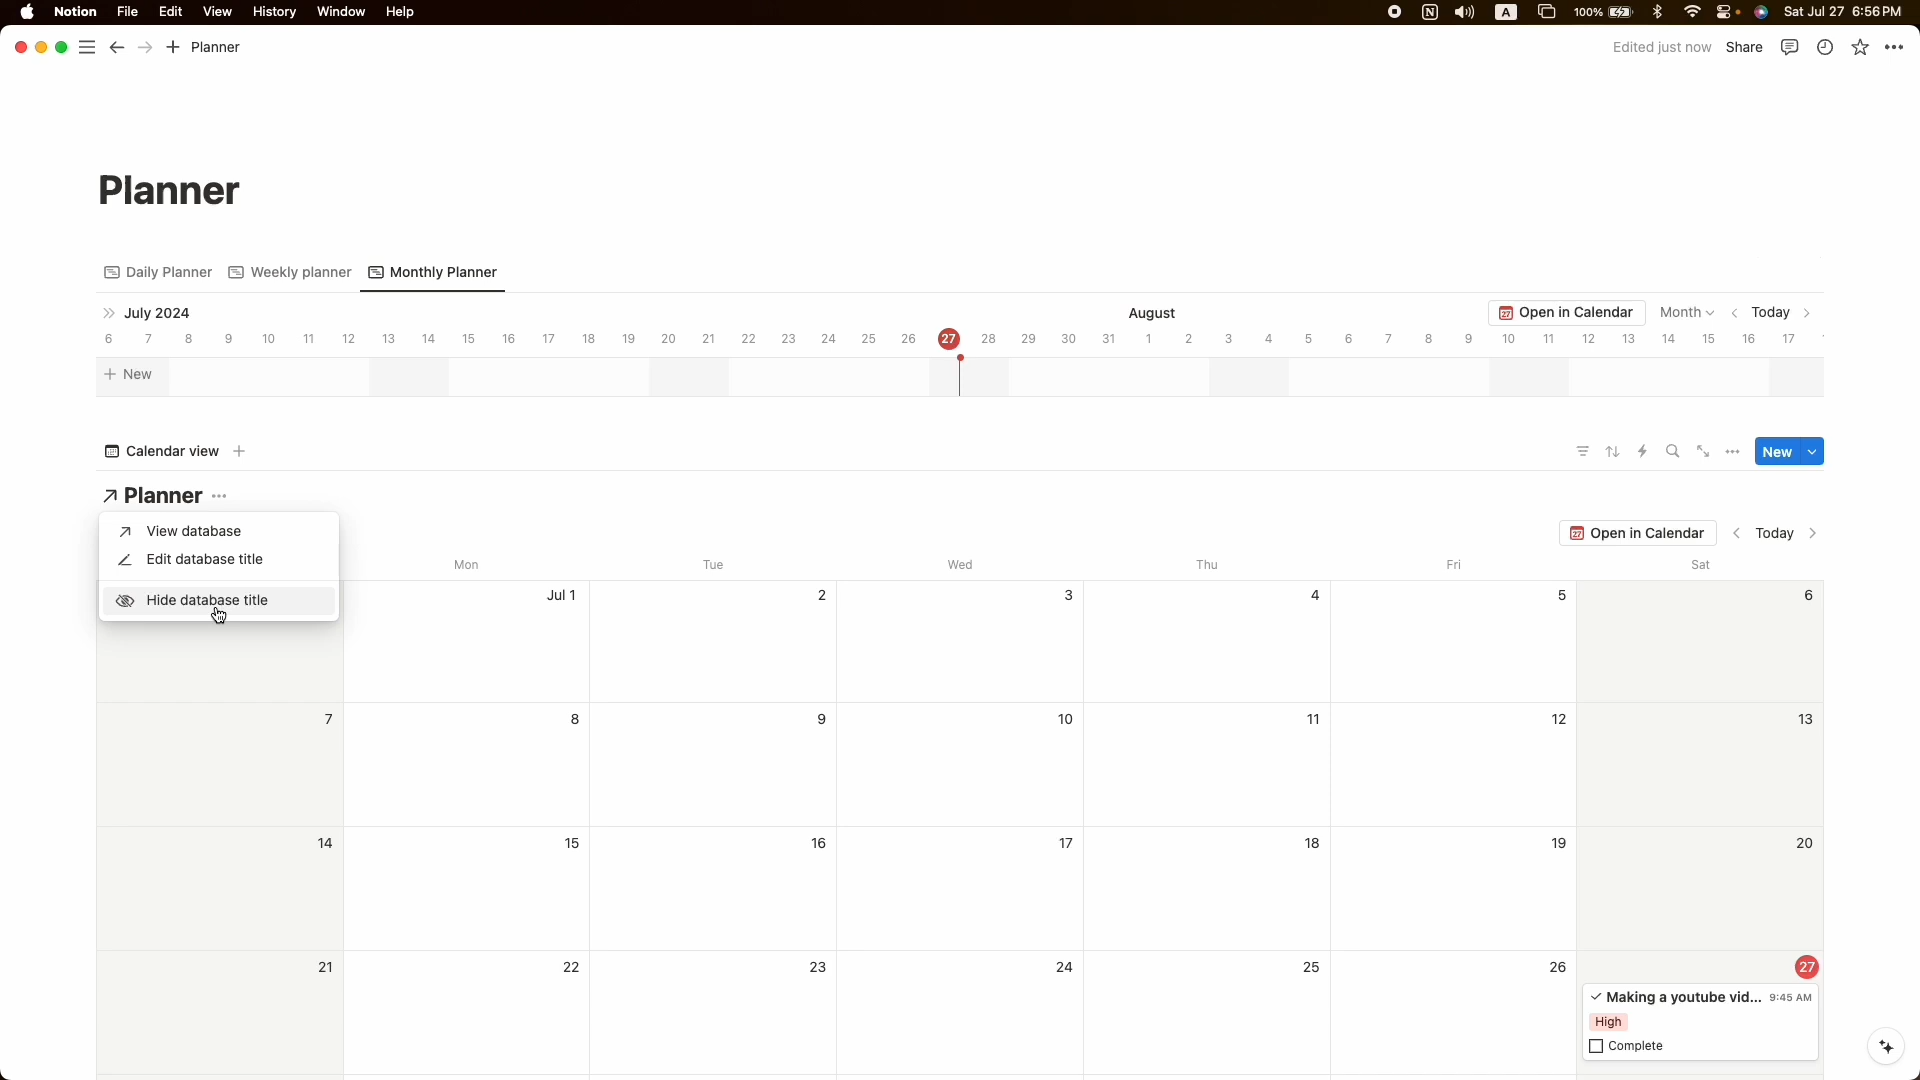 Notion File Edit View History Window Help A 100% Sat Jul 27 6:56 PM
Planner Edited just now Share
Planner
Daily Planner Weekly planner Monthly Planner
July 2024 August Open in Calendar Month Today
6 7 8 9 10 11 12 13 14 15 16 17 18 19 20 21 22 23 24 25 26 27 28 29 30 31 1 2 3 4 5 6 7 8 9 10 11 12 13 14 15 16 17
New
Calendar view New
Planner
View database
Open in Calendar Today
Edit database title
Mon Tue Wed Thu Fri Sat
Hide database title
Jul 1 2 3 4 5 6
7 8 9 10 11 12 13
14 15 16 17 18 19 20
21 22 23 24 25 26 27
Making a youtube vid... 9:45 AM
High
Complete